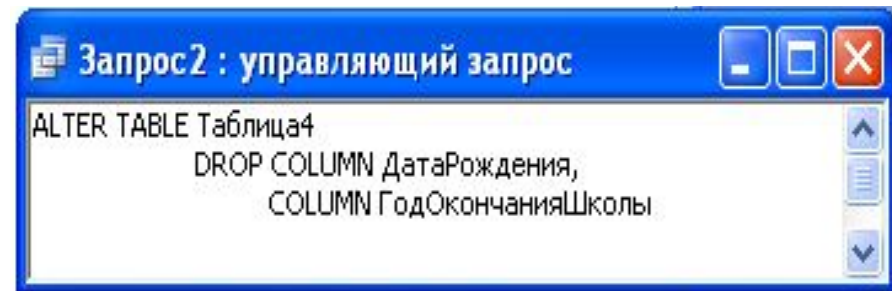 Запрос2 : управляющий запрос
ALTER TABLE Таблица4
DROP COLUMN ДатаРождения,
COLUMN ГодОкончанияШколы